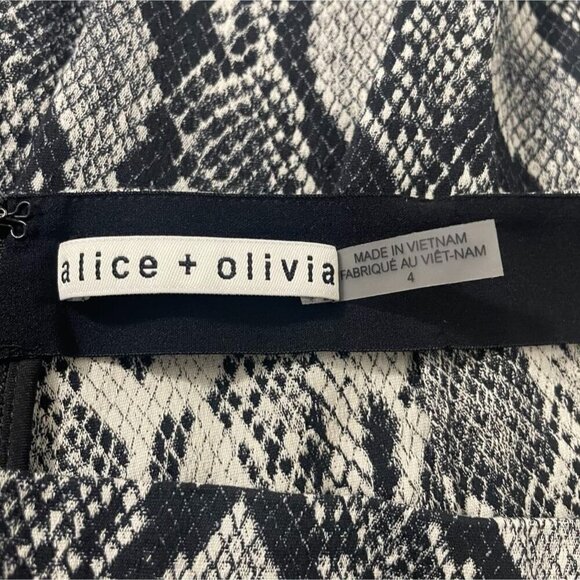 alice + olivia
MADE IN VIETNAM
FABRIQUÉ AU VIÊT-NAM
4